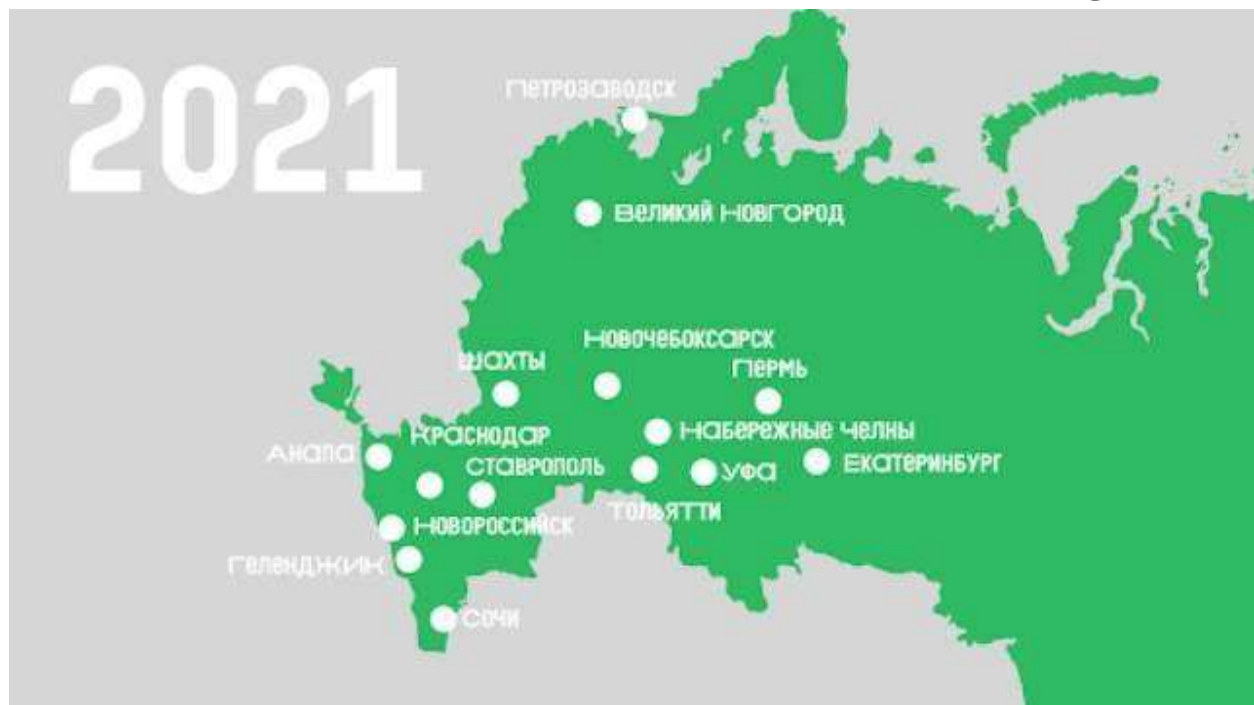 2021
Петрозаводск
Великий Новгород
Новочебоксарск
Шахты
Пермь
Краснодар
Набережные Челны
Анапа
Ставрополь
Уфа
Екатеринбург
Тольятти
Новороссийск
Геленджик
Сочи